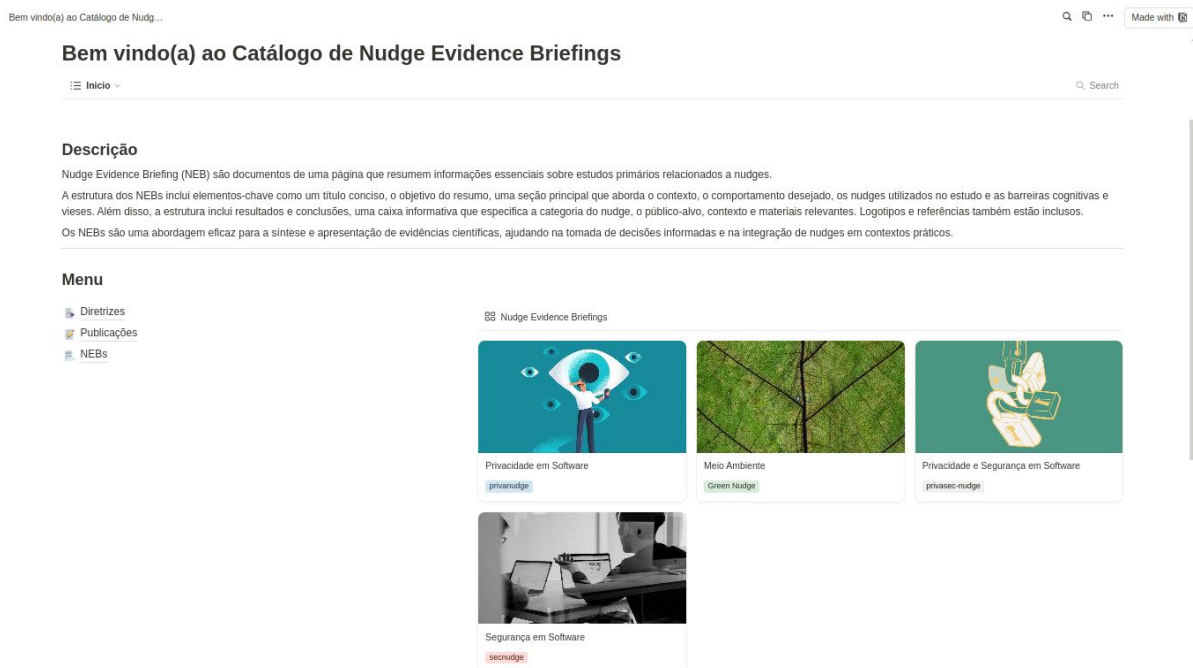 Bem vindo(a) ao Catálogo de Nudg...
Made with
Bem vindo(a) ao Catálogo de Nudge Evidence Briefings
Inicio
Search
Descrição
Nudge Evidence Briefing (NEB) são documentos de uma página que resumem informações essenciais sobre estudos primários relacionados a nudges.
A estrutura dos NEBs inclui elementos-chave como um título conciso, o objetivo do resumo, uma seção principal que aborda o contexto, o comportamento desejado, os nudges utilizados no estudo e as barreiras cognitivas e
vieses. Além disso, a estrutura inclui resultados e conclusões, uma caixa informativa que especifica a categoria do nudge, o público-alvo, contexto e materiais relevantes. Logotipos e referências também estão inclusos.
Os NEBs são uma abordagem eficaz para a síntese e apresentação de evidências científicas, ajudando na tomada de decisões informadas e na integração de nudges em contextos práticos.
Menu
Diretrizes
Publicações
NEBs
Nudge Evidence Briefings
Privacidade em Software
privanudge
Meio Ambiente
Green Nudge
Privacidade e Segurança em Software
privasec-nudge
Segurança em Software
secnudge